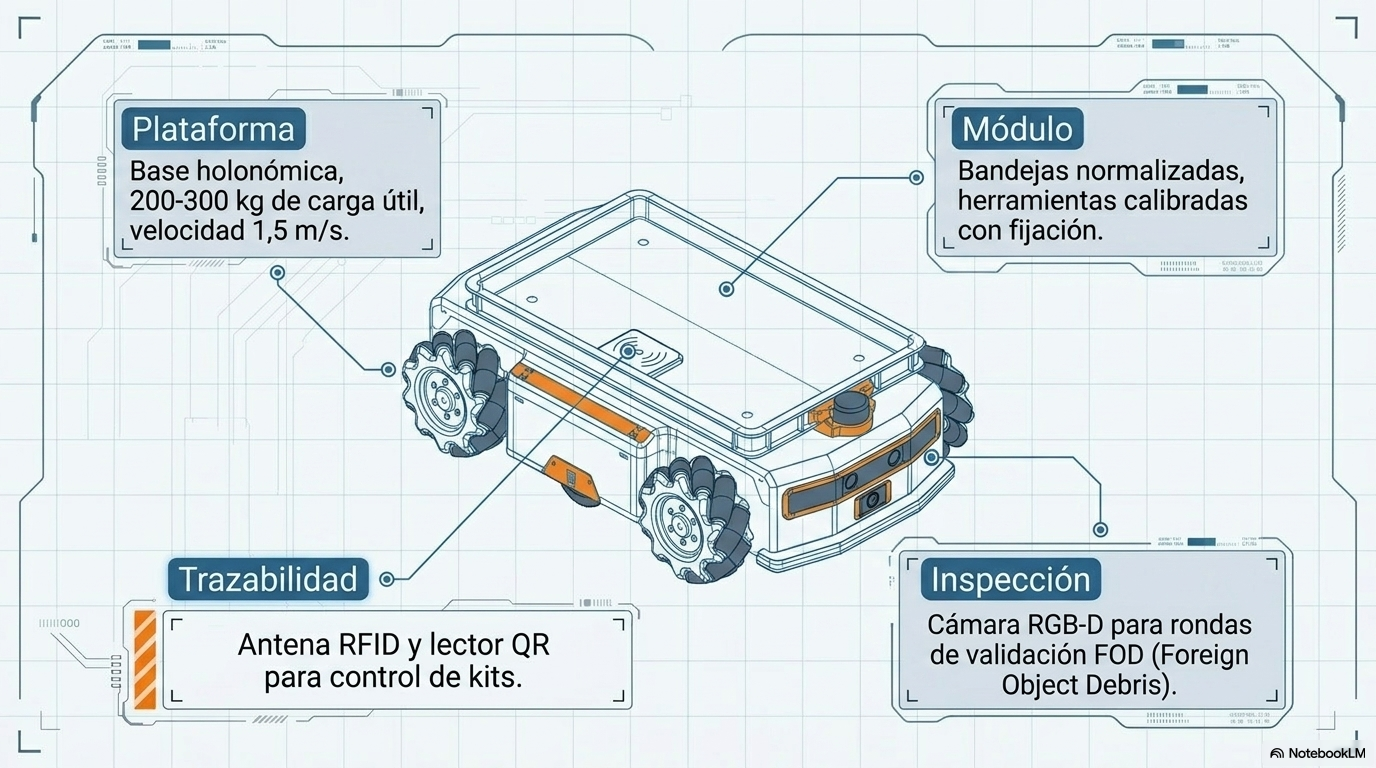 Plataforma
Base holonómica,
200-300 kg de carga útil,
velocidad 1,5 m/s.
Módulo
Bandejas normalizadas,
herramientas calibradas
con fijación.
Trazabilidad
Antena RFID y lector QR
para control de kits.
Inspección
Cámara RGB-D para rondas
de validación FOD (Foreign
Object Debris).
NotebookLM